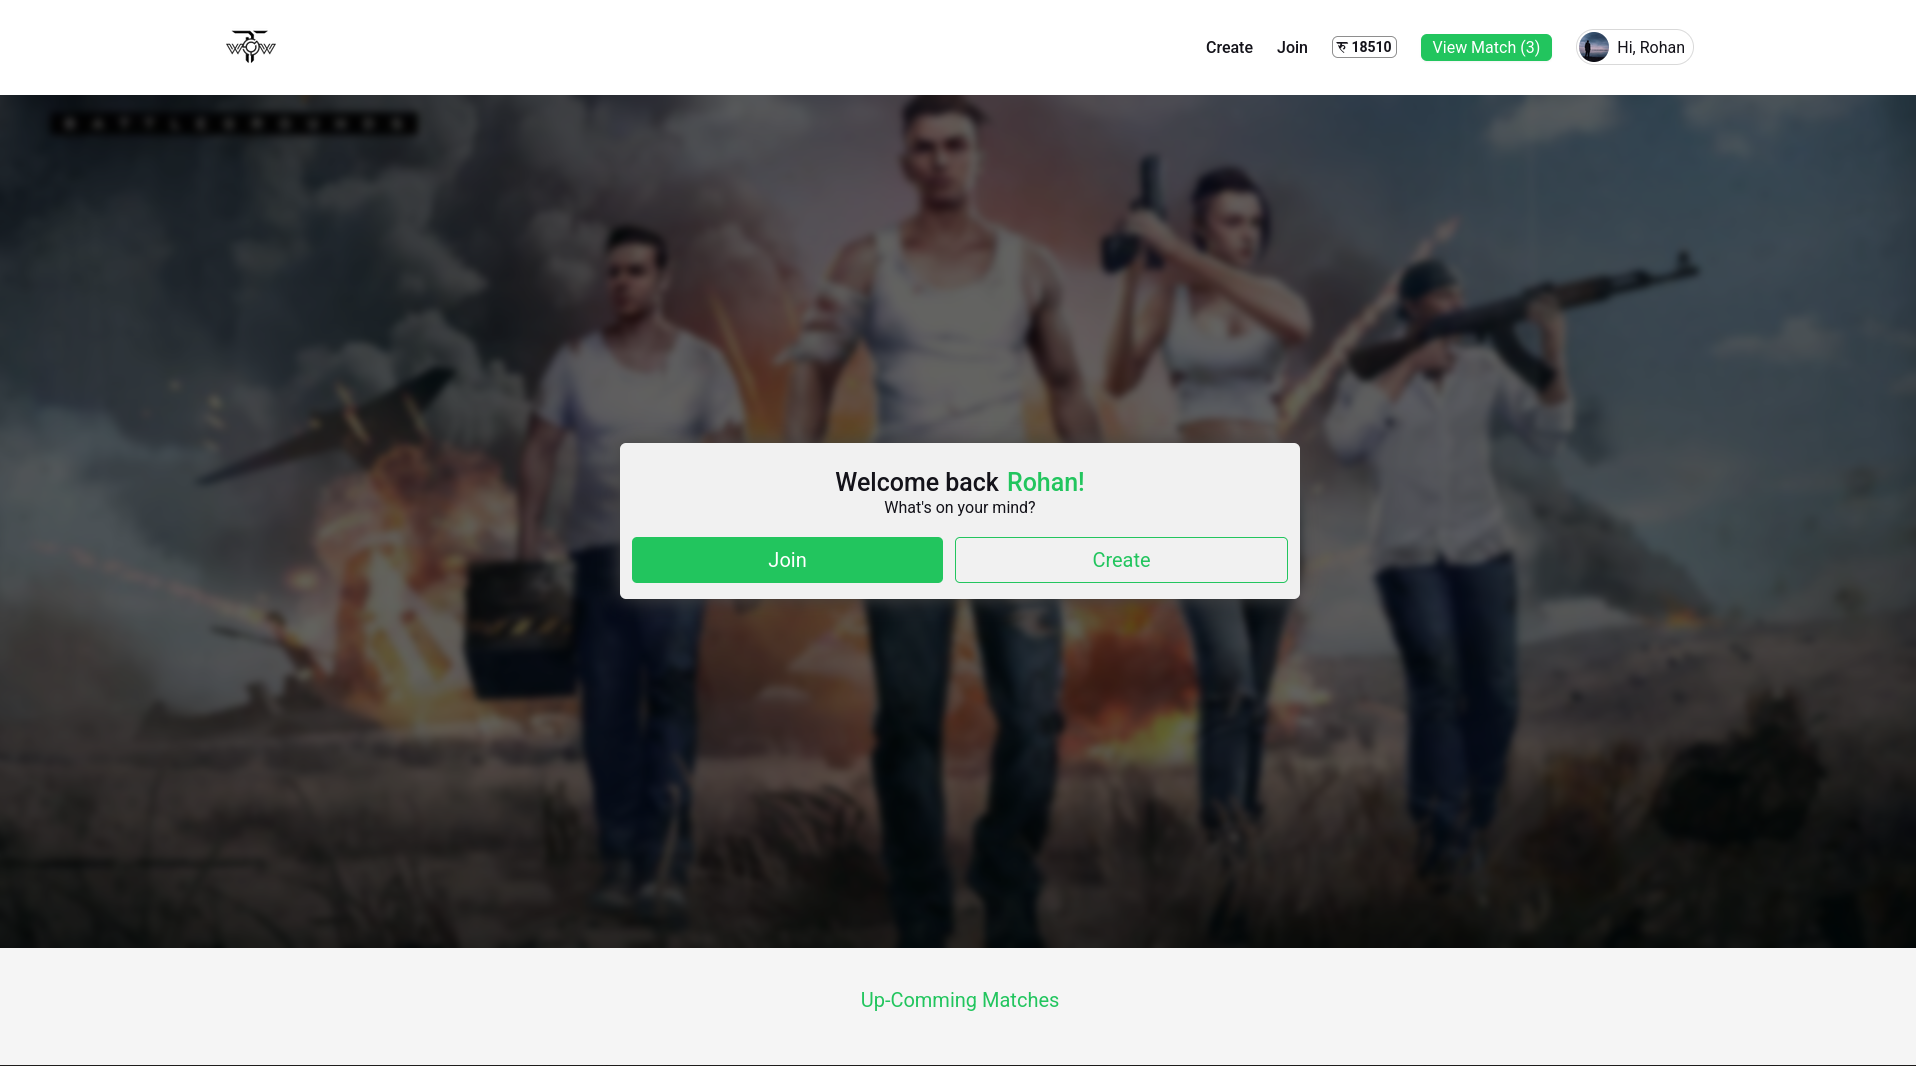 WOW
Create
Join
रु 18510
View Match (3)
Hi, Rohan
BATTLEGROUNDS
Welcome back Rohan!
What's on your mind?
Join
Create
Up-Comming Matches